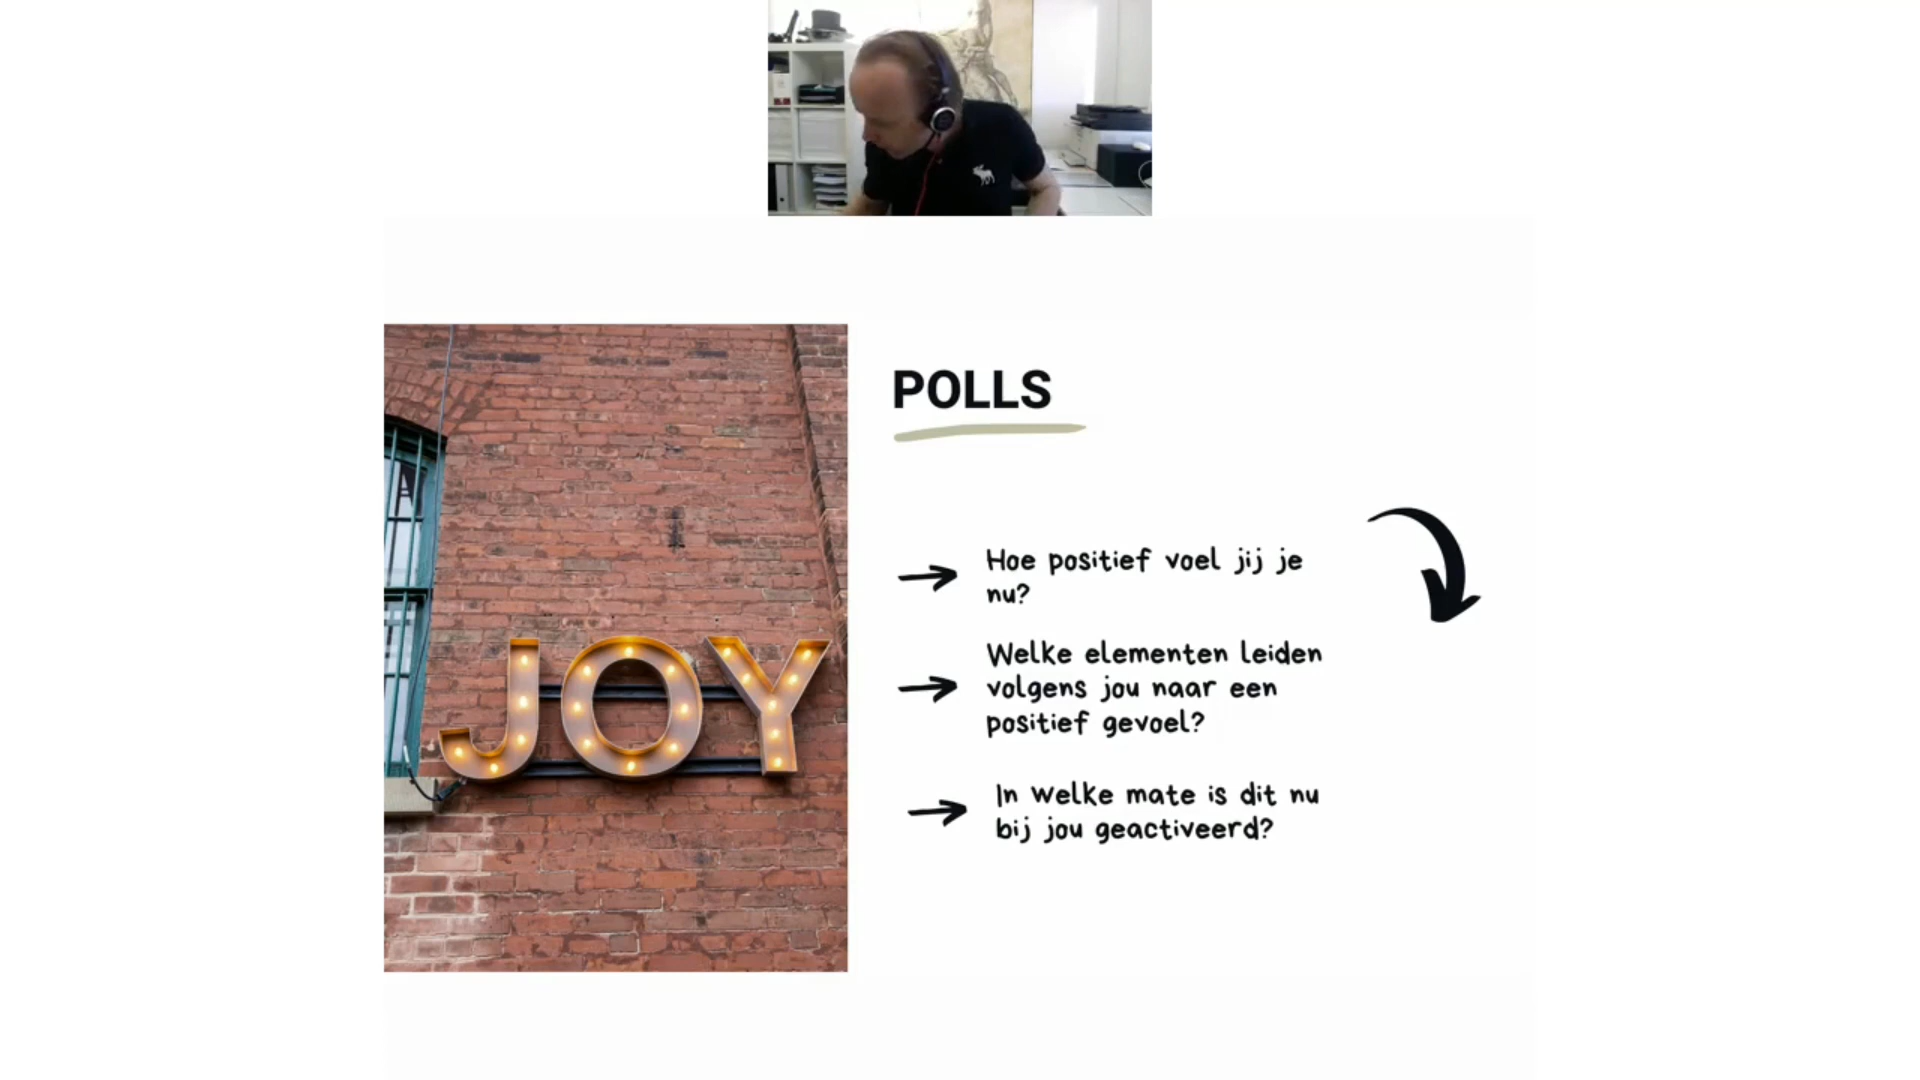 POLLS
Hoe positief voel jij je
nu?
Welke elementen leiden
volgens jou naar een
positief gevoel?
In welke mate is dit nu
bij jou geactiveerd?
JOY